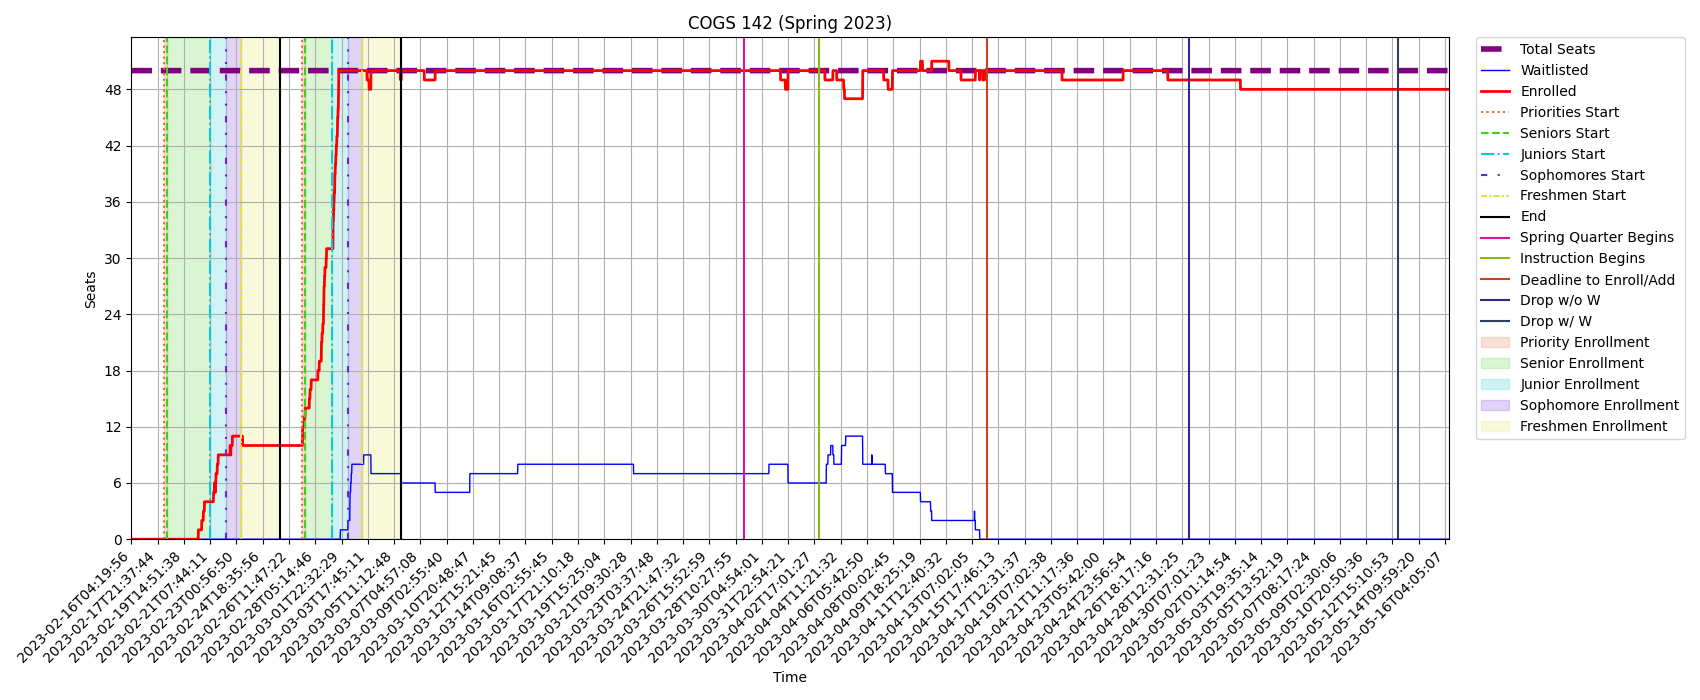 COGS 142 (Spring 2023)
Seats
48
42
36
30
24
18
12
6
0
2023-02-16T04:19:56
2023-02-17T21:37:44
2023-02-19T14:51:38
2023-02-21T07:44:11
2023-02-23T00:56:50
2023-02-24T18:35:56
2023-02-26T11:47:22
2023-02-28T05:14:46
2023-03-01T22:32:29
2023-03-03T17:45:11
2023-03-05T11:12:48
2023-03-07T04:57:08
2023-03-09T02:55:40
2023-03-10T20:48:47
2023-03-12T15:21:45
2023-03-14T09:08:37
2023-03-16T02:55:45
2023-03-17T21:10:18
2023-03-19T15:25:04
2023-03-21T09:30:28
2023-03-23T03:37:48
2023-03-24T21:47:32
2023-03-26T15:52:59
2023-03-28T10:27:55
2023-03-30T04:54:01
2023-03-31T22:54:21
2023-04-02T17:01:27
2023-04-04T11:21:32
2023-04-06T05:42:50
2023-04-08T00:02:45
2023-04-09T18:25:19
2023-04-11T12:40:32
2023-04-13T07:02:05
2023-04-15T17:46:13
2023-04-17T12:31:37
2023-04-19T07:02:38
2023-04-21T11:17:36
2023-04-23T05:42:00
2023-04-24T23:56:54
2023-04-26T18:17:16
2023-04-28T12:31:25
2023-04-30T07:01:23
2023-05-02T01:14:54
2023-05-03T19:35:14
2023-05-05T13:52:19
2023-05-07T08:17:24
2023-05-09T02:30:06
2023-05-10T20:50:36
2023-05-12T15:10:53
2023-05-14T09:59:20
2023-05-16T04:05:07
Time
Total Seats
Waitlisted
Enrolled
Priorities Start
Seniors Start
Juniors Start
Sophomores Start
Freshmen Start
End
Spring Quarter Begins
Instruction Begins
Deadline to Enroll/Add
Drop w/o W
Drop w/ W
Priority Enrollment
Senior Enrollment
Junior Enrollment
Sophomore Enrollment
Freshmen Enrollment